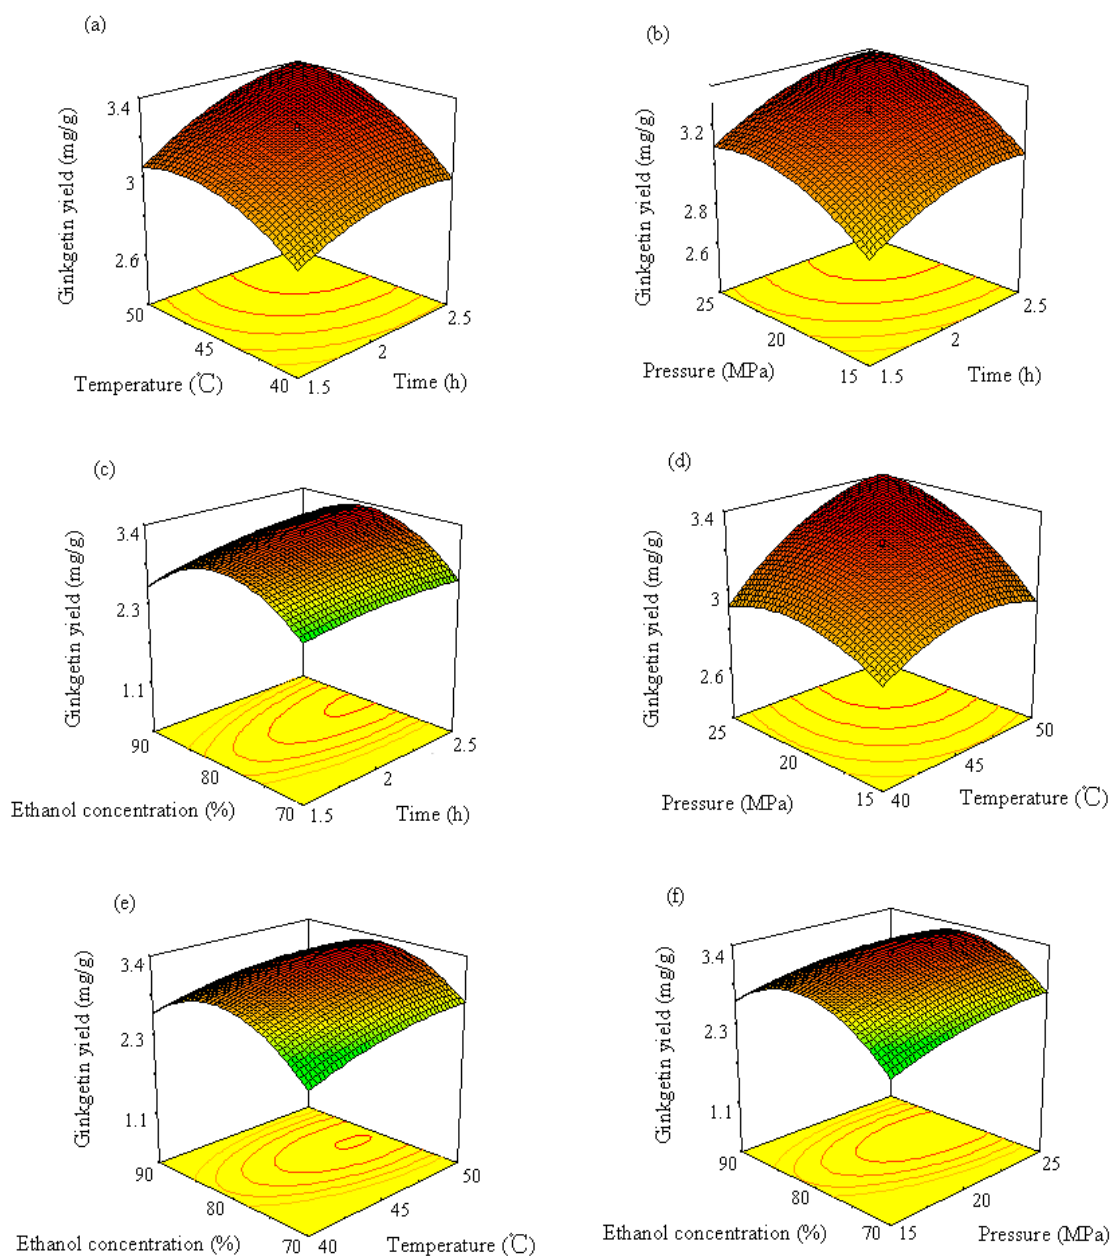 (a)
3.4
3
2.6
Ginkgetin yield (mg/g)
50
45
40
Temperature (℃)
1.5
2
2.5
Time (h)
(b)
3.2
2.8
2.6
Ginkgetin yield (mg/g)
25
20
15
Pressure (MPa)
1.5
2
2.5
Time (h)
(c)
3.4
2.3
1.1
Ginkgetin yield (mg/g)
90
80
70
Ethanol concentration (%)
1.5
2
2.5
Time (h)
(d)
3.4
3
2.6
Ginkgetin yield (mg/g)
25
20
15
Pressure (MPa)
40
45
50
Temperature (℃)
(e)
3.4
2.3
1.1
Ginkgetin yield (mg/g)
90
80
70
Ethanol concentration (%)
40
45
50
Temperature (℃)
(f)
3.4
2.3
1.1
Ginkgetin yield (mg/g)
90
80
70
Ethanol concentration (%)
15
20
25
Pressure (MPa)